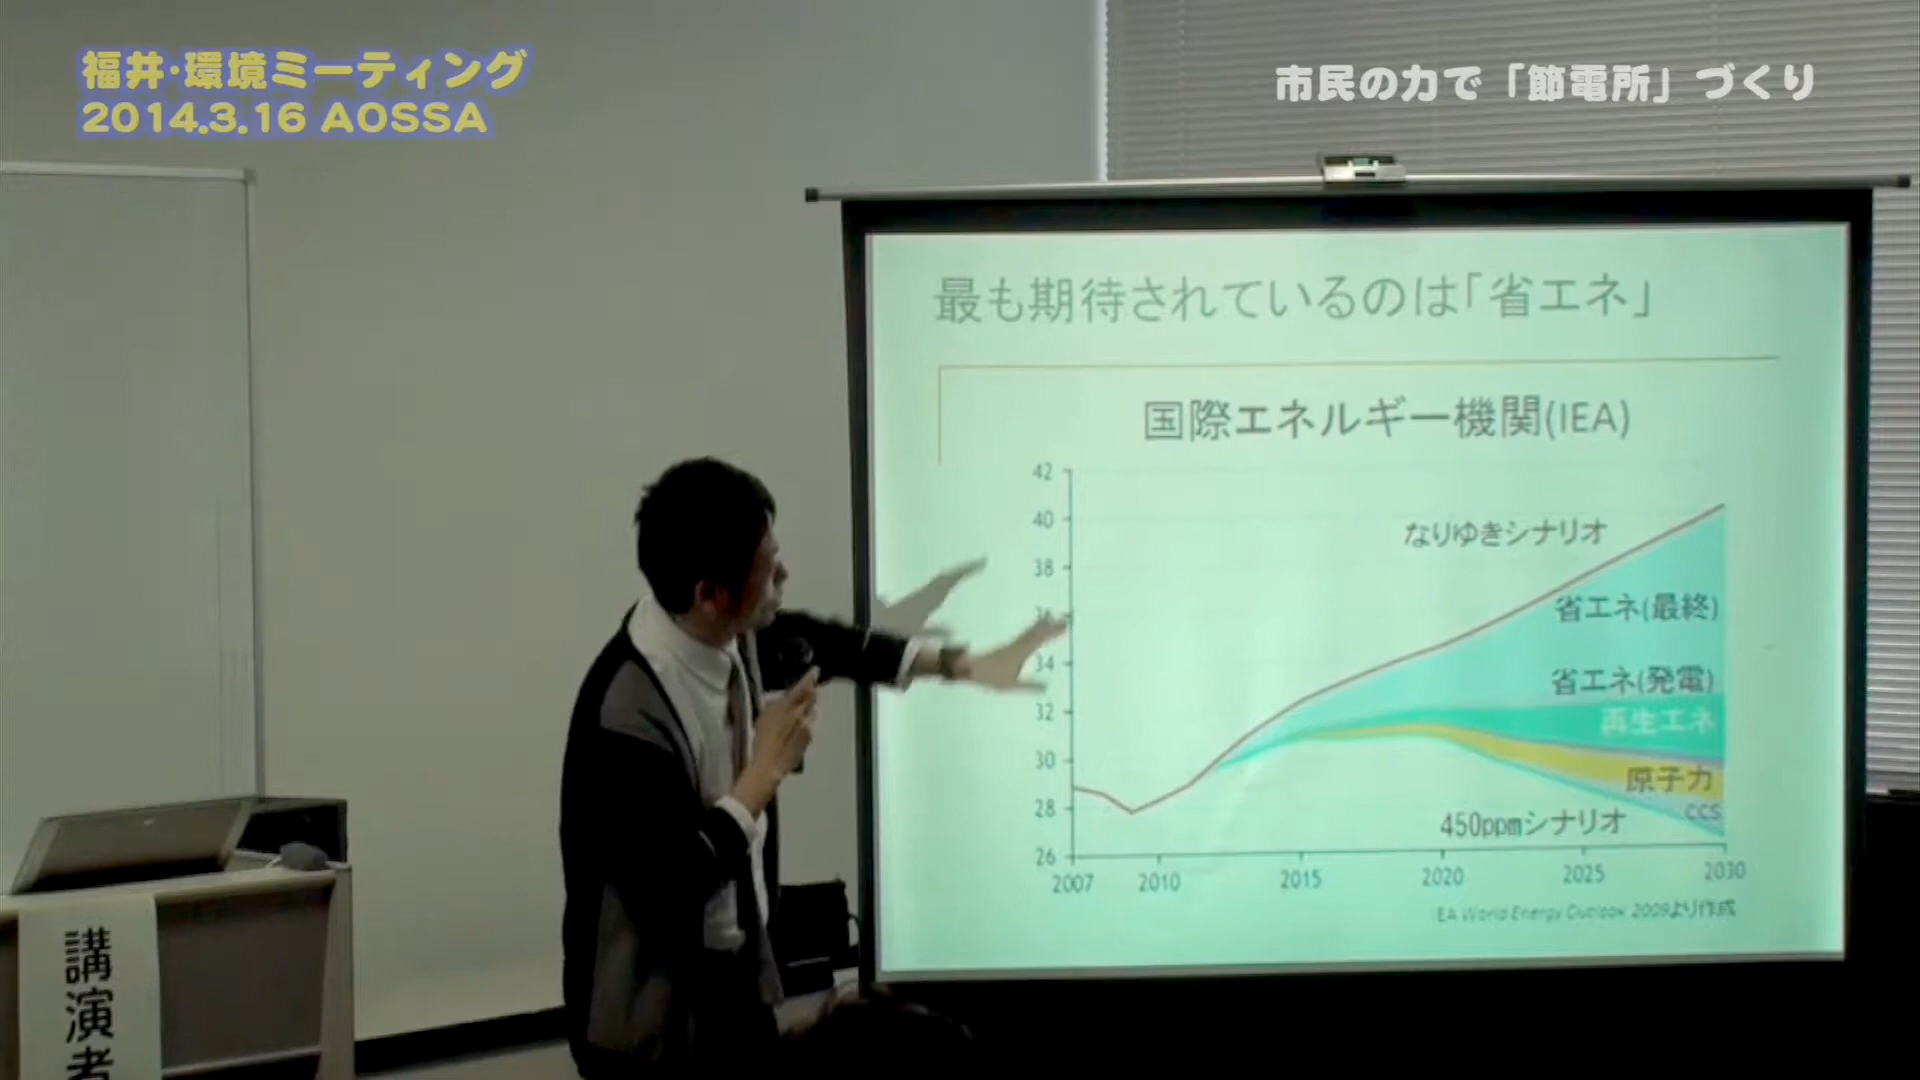 福井・環境ミーティング
2014.3.16 AOSSA
市民の力で「節電所」づくり
最も期待されているのは「省エネ」
国際エネルギー機関(IEA)
42
40
38
34
32
30
28
26
なりゆきシナリオ
省エネ(最終)
省エネ(発電)
再生エネ
原子力
CCS
450ppmシナリオ
2007 2010 2015 2020 2025 2030
IEA World Energy Outlook 2009より作成
講演者